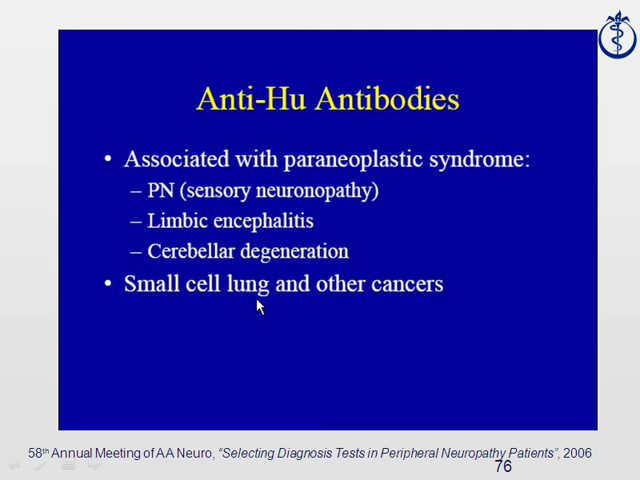 Anti-Hu Antibodies
• Associated with paraneoplastic syndrome:
– PN (sensory neuronopathy)
– Limbic encephalitis
– Cerebellar degeneration
• Small cell lung and other cancers
58th Annual Meeting of AA Neuro, “Selecting Diagnosis Tests in Peripheral Neuropathy Patients”, 2006
76